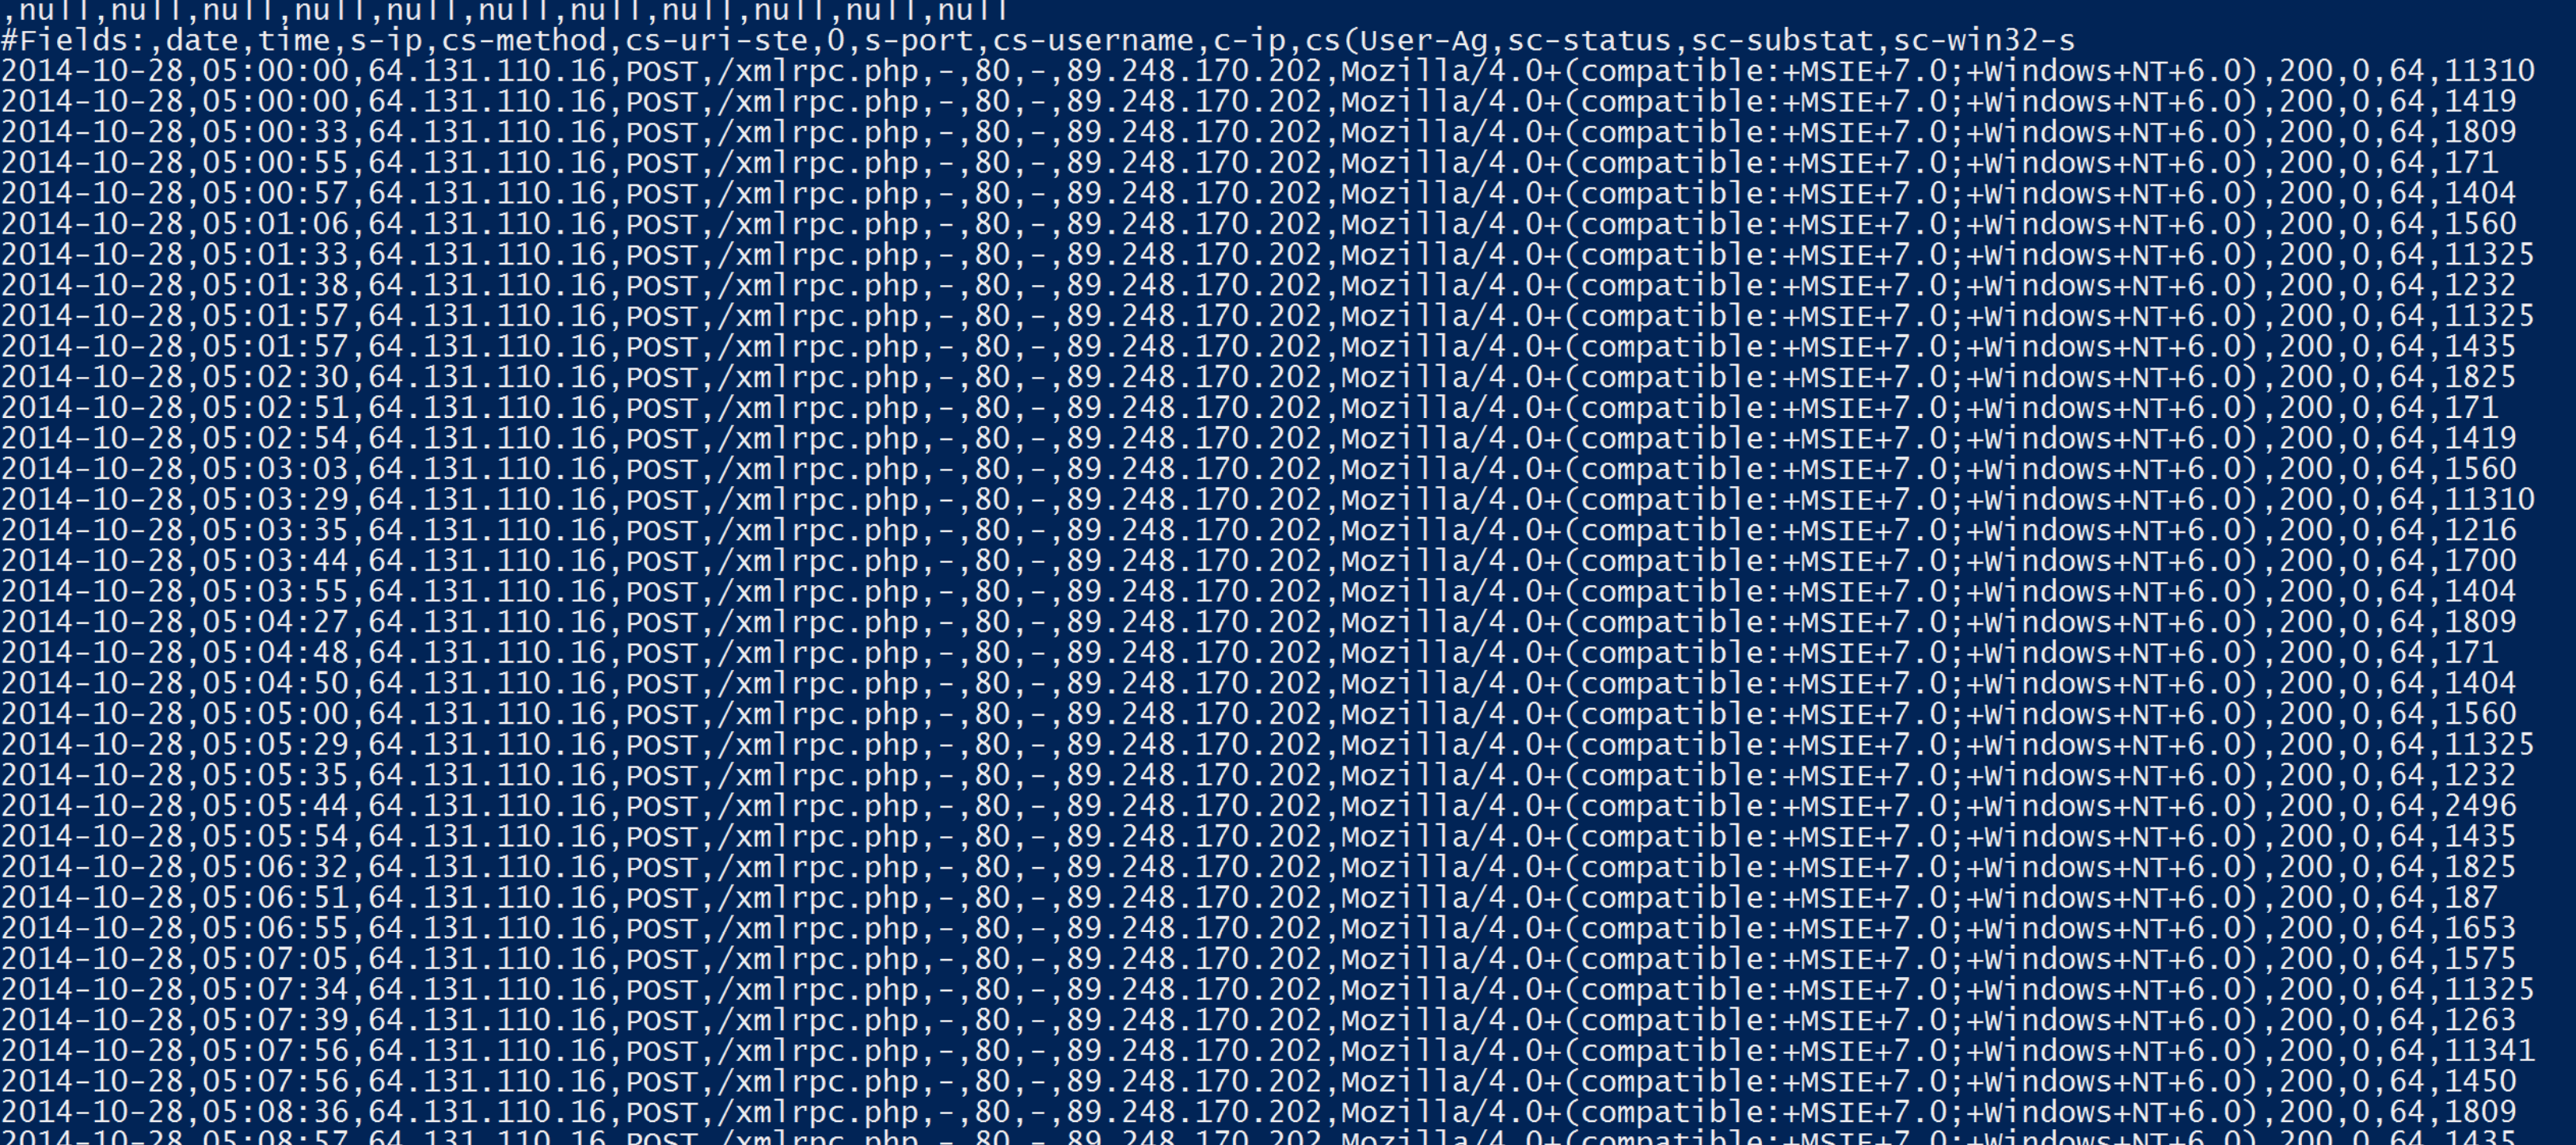 ,null,null,null,null,null,null,null,null,null,null,null
#Fields:,date,time,s-ip,cs-method,cs-uri-ste,0,s-port,cs-username,c-ip,cs(User-Ag,sc-status,sc-substat,sc-win32-s
2014-10-28,05:00:00,64.131.110.16,POST,/xmlrpc.php,-,80,-,89.248.170.202,Mozilla/4.0+(compatible:+MSIE+7.0;+Windows+NT+6.0),200,0,64,11310
2014-10-28,05:00:00,64.131.110.16,POST,/xmlrpc.php,-,80,-,89.248.170.202,Mozilla/4.0+(compatible:+MSIE+7.0;+Windows+NT+6.0),200,0,64,1419
2014-10-28,05:00:33,64.131.110.16,POST,/xmlrpc.php,-,80,-,89.248.170.202,Mozilla/4.0+(compatible:+MSIE+7.0;+Windows+NT+6.0),200,0,64,1809
2014-10-28,05:00:55,64.131.110.16,POST,/xmlrpc.php,-,80,-,89.248.170.202,Mozilla/4.0+(compatible:+MSIE+7.0;+Windows+NT+6.0),200,0,64,171
2014-10-28,05:00:57,64.131.110.16,POST,/xmlrpc.php,-,80,-,89.248.170.202,Mozilla/4.0+(compatible:+MSIE+7.0;+Windows+NT+6.0),200,0,64,1404
2014-10-28,05:01:06,64.131.110.16,POST,/xmlrpc.php,-,80,-,89.248.170.202,Mozilla/4.0+(compatible:+MSIE+7.0;+Windows+NT+6.0),200,0,64,1560
2014-10-28,05:01:33,64.131.110.16,POST,/xmlrpc.php,-,80,-,89.248.170.202,Mozilla/4.0+(compatible:+MSIE+7.0;+Windows+NT+6.0),200,0,64,11325
2014-10-28,05:01:38,64.131.110.16,POST,/xmlrpc.php,-,80,-,89.248.170.202,Mozilla/4.0+(compatible:+MSIE+7.0;+Windows+NT+6.0),200,0,64,1232
2014-10-28,05:01:57,64.131.110.16,POST,/xmlrpc.php,-,80,-,89.248.170.202,Mozilla/4.0+(compatible:+MSIE+7.0;+Windows+NT+6.0),200,0,64,11325
2014-10-28,05:01:57,64.131.110.16,POST,/xmlrpc.php,-,80,-,89.248.170.202,Mozilla/4.0+(compatible:+MSIE+7.0;+Windows+NT+6.0),200,0,64,1435
2014-10-28,05:02:30,64.131.110.16,POST,/xmlrpc.php,-,80,-,89.248.170.202,Mozilla/4.0+(compatible:+MSIE+7.0;+Windows+NT+6.0),200,0,64,1825
2014-10-28,05:02:51,64.131.110.16,POST,/xmlrpc.php,-,80,-,89.248.170.202,Mozilla/4.0+(compatible:+MSIE+7.0;+Windows+NT+6.0),200,0,64,171
2014-10-28,05:02:54,64.131.110.16,POST,/xmlrpc.php,-,80,-,89.248.170.202,Mozilla/4.0+(compatible:+MSIE+7.0;+Windows+NT+6.0),200,0,64,1419
2014-10-28,05:03:03,64.131.110.16,POST,/xmlrpc.php,-,80,-,89.248.170.202,Mozilla/4.0+(compatible:+MSIE+7.0;+Windows+NT+6.0),200,0,64,1560
2014-10-28,05:03:29,64.131.110.16,POST,/xmlrpc.php,-,80,-,89.248.170.202,Mozilla/4.0+(compatible:+MSIE+7.0;+Windows+NT+6.0),200,0,64,11310
2014-10-28,05:03:35,64.131.110.16,POST,/xmlrpc.php,-,80,-,89.248.170.202,Mozilla/4.0+(compatible:+MSIE+7.0;+Windows+NT+6.0),200,0,64,1216
2014-10-28,05:03:44,64.131.110.16,POST,/xmlrpc.php,-,80,-,89.248.170.202,Mozilla/4.0+(compatible:+MSIE+7.0;+Windows+NT+6.0),200,0,64,1700
2014-10-28,05:03:55,64.131.110.16,POST,/xmlrpc.php,-,80,-,89.248.170.202,Mozilla/4.0+(compatible:+MSIE+7.0;+Windows+NT+6.0),200,0,64,1404
2014-10-28,05:04:27,64.131.110.16,POST,/xmlrpc.php,-,80,-,89.248.170.202,Mozilla/4.0+(compatible:+MSIE+7.0;+Windows+NT+6.0),200,0,64,1809
2014-10-28,05:04:48,64.131.110.16,POST,/xmlrpc.php,-,80,-,89.248.170.202,Mozilla/4.0+(compatible:+MSIE+7.0;+Windows+NT+6.0),200,0,64,171
2014-10-28,05:04:50,64.131.110.16,POST,/xmlrpc.php,-,80,-,89.248.170.202,Mozilla/4.0+(compatible:+MSIE+7.0;+Windows+NT+6.0),200,0,64,1404
2014-10-28,05:05:00,64.131.110.16,POST,/xmlrpc.php,-,80,-,89.248.170.202,Mozilla/4.0+(compatible:+MSIE+7.0;+Windows+NT+6.0),200,0,64,1560
2014-10-28,05:05:29,64.131.110.16,POST,/xmlrpc.php,-,80,-,89.248.170.202,Mozilla/4.0+(compatible:+MSIE+7.0;+Windows+NT+6.0),200,0,64,11325
2014-10-28,05:05:35,64.131.110.16,POST,/xmlrpc.php,-,80,-,89.248.170.202,Mozilla/4.0+(compatible:+MSIE+7.0;+Windows+NT+6.0),200,0,64,1232
2014-10-28,05:05:44,64.131.110.16,POST,/xmlrpc.php,-,80,-,89.248.170.202,Mozilla/4.0+(compatible:+MSIE+7.0;+Windows+NT+6.0),200,0,64,2496
2014-10-28,05:05:54,64.131.110.16,POST,/xmlrpc.php,-,80,-,89.248.170.202,Mozilla/4.0+(compatible:+MSIE+7.0;+Windows+NT+6.0),200,0,64,1435
2014-10-28,05:06:32,64.131.110.16,POST,/xmlrpc.php,-,80,-,89.248.170.202,Mozilla/4.0+(compatible:+MSIE+7.0;+Windows+NT+6.0),200,0,64,1825
2014-10-28,05:06:51,64.131.110.16,POST,/xmlrpc.php,-,80,-,89.248.170.202,Mozilla/4.0+(compatible:+MSIE+7.0;+Windows+NT+6.0),200,0,64,187
2014-10-28,05:06:55,64.131.110.16,POST,/xmlrpc.php,-,80,-,89.248.170.202,Mozilla/4.0+(compatible:+MSIE+7.0;+Windows+NT+6.0),200,0,64,1653
2014-10-28,05:07:05,64.131.110.16,POST,/xmlrpc.php,-,80,-,89.248.170.202,Mozilla/4.0+(compatible:+MSIE+7.0;+Windows+NT+6.0),200,0,64,1575
2014-10-28,05:07:34,64.131.110.16,POST,/xmlrpc.php,-,80,-,89.248.170.202,Mozilla/4.0+(compatible:+MSIE+7.0;+Windows+NT+6.0),200,0,64,11325
2014-10-28,05:07:39,64.131.110.16,POST,/xmlrpc.php,-,80,-,89.248.170.202,Mozilla/4.0+(compatible:+MSIE+7.0;+Windows+NT+6.0),200,0,64,1263
2014-10-28,05:07:56,64.131.110.16,POST,/xmlrpc.php,-,80,-,89.248.170.202,Mozilla/4.0+(compatible:+MSIE+7.0;+Windows+NT+6.0),200,0,64,11341
2014-10-28,05:07:56,64.131.110.16,POST,/xmlrpc.php,-,80,-,89.248.170.202,Mozilla/4.0+(compatible:+MSIE+7.0;+Windows+NT+6.0),200,0,64,1450
2014-10-28,05:08:36,64.131.110.16,POST,/xmlrpc.php,-,80,-,89.248.170.202,Mozilla/4.0+(compatible:+MSIE+7.0;+Windows+NT+6.0),200,0,64,1809
2014-10-28,05:08:57,64.131.110.16,POST,/xmlrpc.php,-,80,-,89.248.170.202,Mozilla/4.0+(compatible:+MSIE+7.0;+Windows+NT+6.0),200,0,64,1435